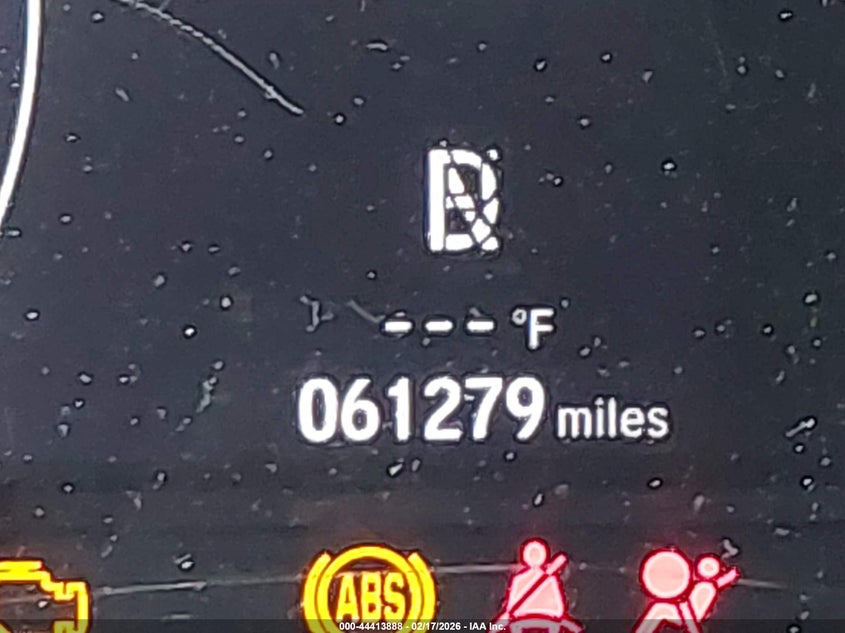 --- °F
061279 miles
ABS
000-44413888 - 02/17/2026 - IAA Inc.